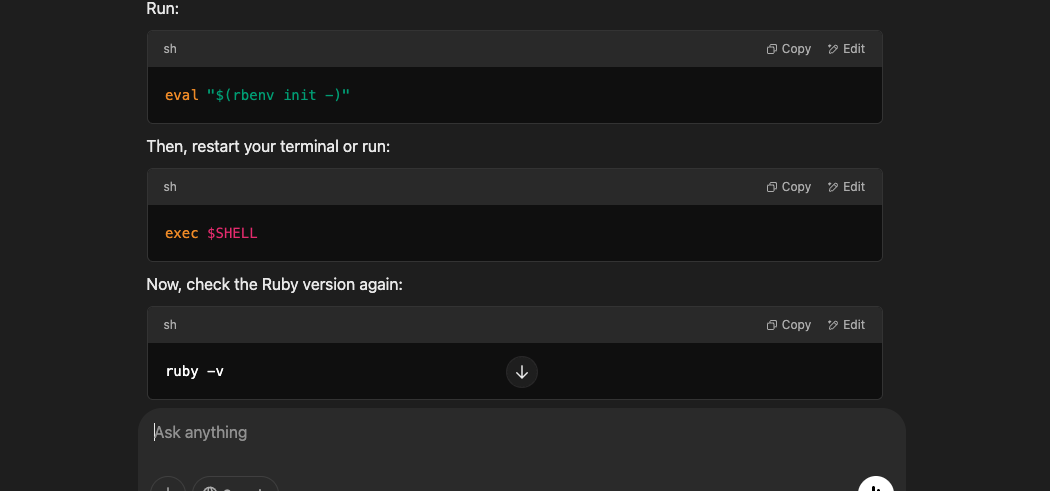 Run:
sh
Copy
Edit
eval "$(rbenv init -)"
Then, restart your terminal or run:
sh
Copy
Edit
exec $SHELL
Now, check the Ruby version again:
sh
Copy
Edit
ruby -v
Ask anything